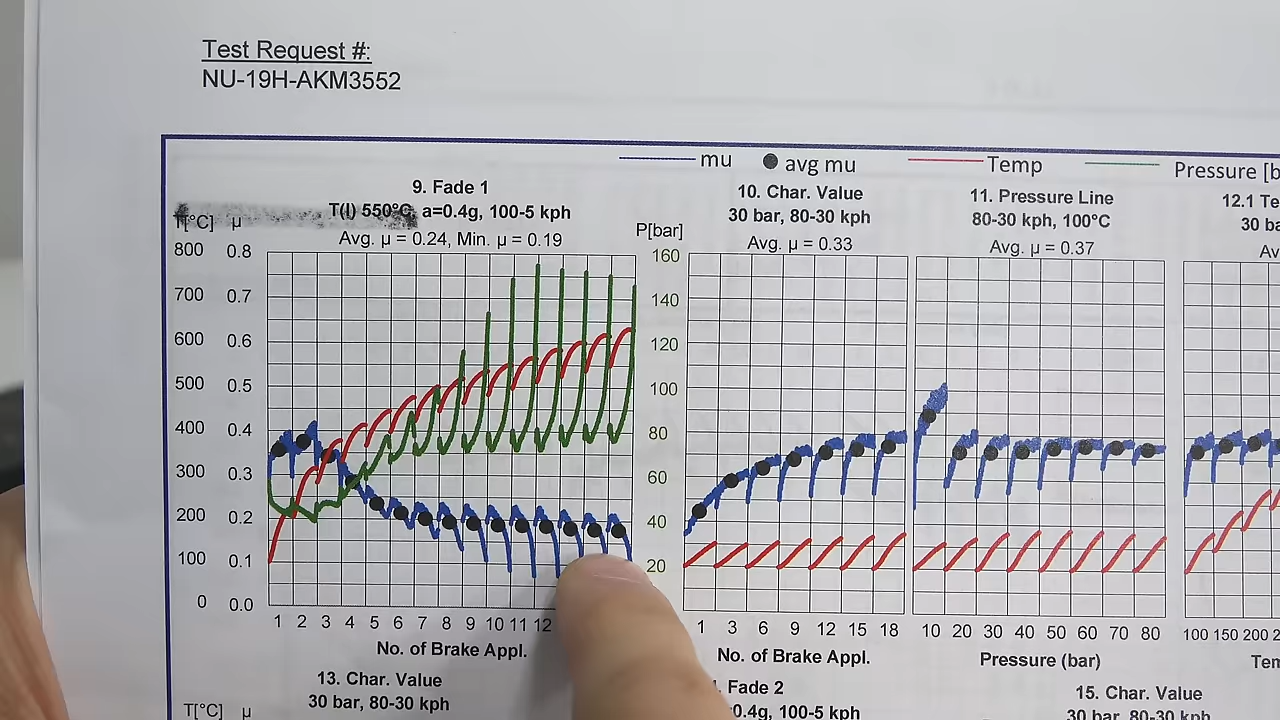 Test Request #:
NU-19H-AKM3552
mu avg mu Temp Pressure [b
9. Fade 1
T(I) 550°C, a=0.4g, 100-5 kph
Avg. µ = 0.24, Min. µ = 0.19
T[°C] µ
800 0.8
700 0.7
600 0.6
500 0.5
400 0.4
300 0.3
200 0.2
100 0.1
0 0.0
1 2 3 4 5 6 7 8 9 10 11 12
No. of Brake Appl.
P[bar]
160
140
120
100
80
60
40
20
10. Char. Value
30 bar, 80-30 kph
Avg. µ = 0.33
1 3 6 9 12 15 18
No. of Brake Appl.
11. Pressure Line
80-30 kph, 100°C
Avg. µ = 0.37
10 20 30 40 50 60 70 80
Pressure (bar)
12.1 Te
30 ba
Av
100 150 200 2
Tem
13. Char. Value
30 bar, 80-30 kph
T[°C] µ
. Fade 2
=0.4g, 100-5 kph
15. Char. Value
30 bar, 80-30 kph